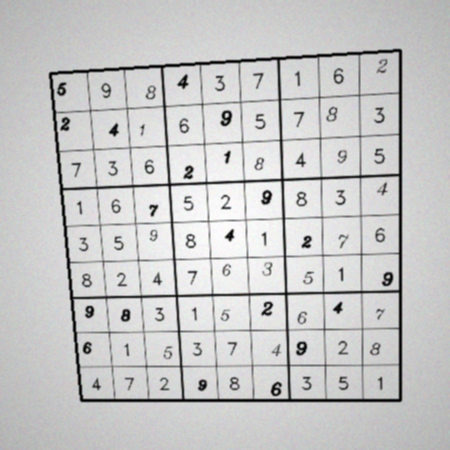 5 9 8 4 3 7 1 6 2
2 4 1 6 9 5 7 8 3
7 3 6 2 1 8 4 9 5
1 6 7 5 2 9 8 3 4
3 5 9 8 4 1 2 7 6
8 2 4 7 6 3 5 1 9
9 8 3 1 5 2 6 4 7
6 1 5 3 7 4 9 2 8
4 7 2 9 8 6 3 5 1